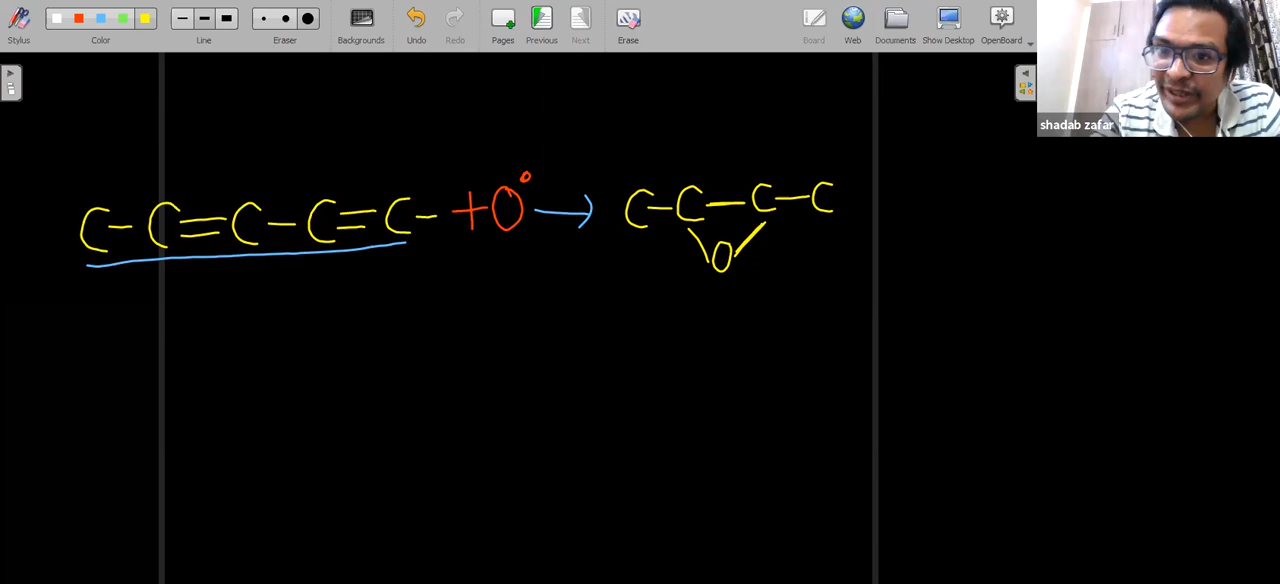 Stylus Color Line Eraser Backgrounds Undo Redo Pages Previous Next Erase Board Web Documents Show Desktop OpenBoard
shadab zafar
C - C = C - C = C - + O° → C - C - C - C
O